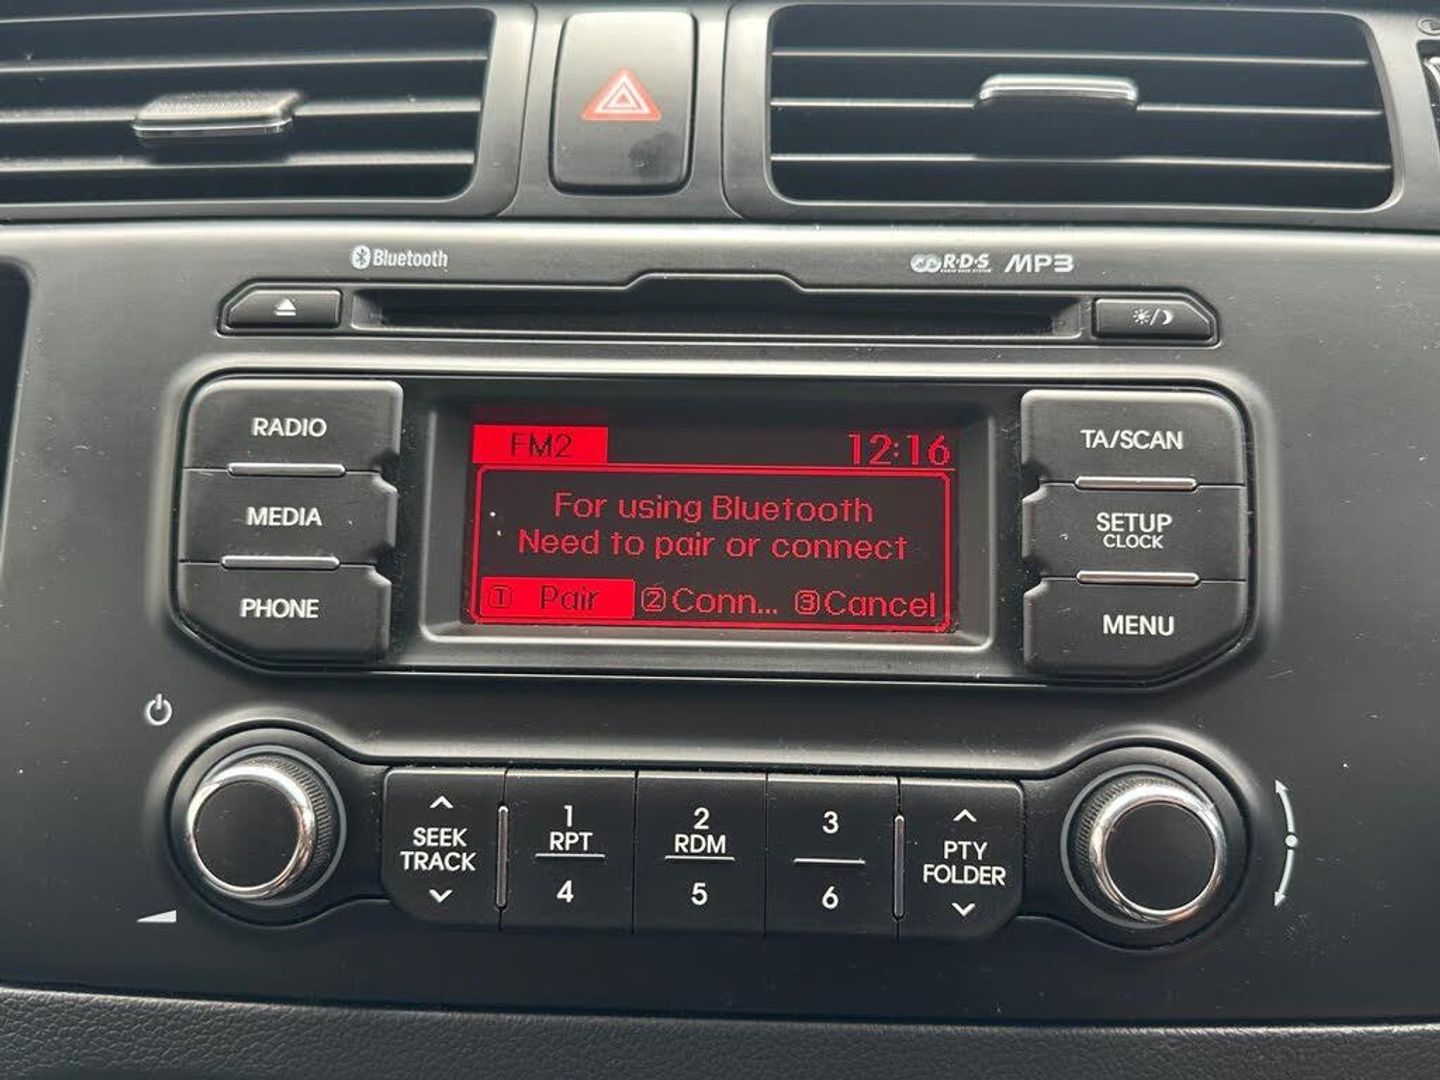 Bluetooth
R·D·S MP3
RADIO
MEDIA
PHONE
FM2 12:16
For using Bluetooth
Need to pair or connect
1 Pair 2 Conn... 3 Cancel
TA/SCAN
SETUP
CLOCK
MENU
SEEK
TRACK
1
RPT
4
2
RDM
5
3
6
PTY
FOLDER